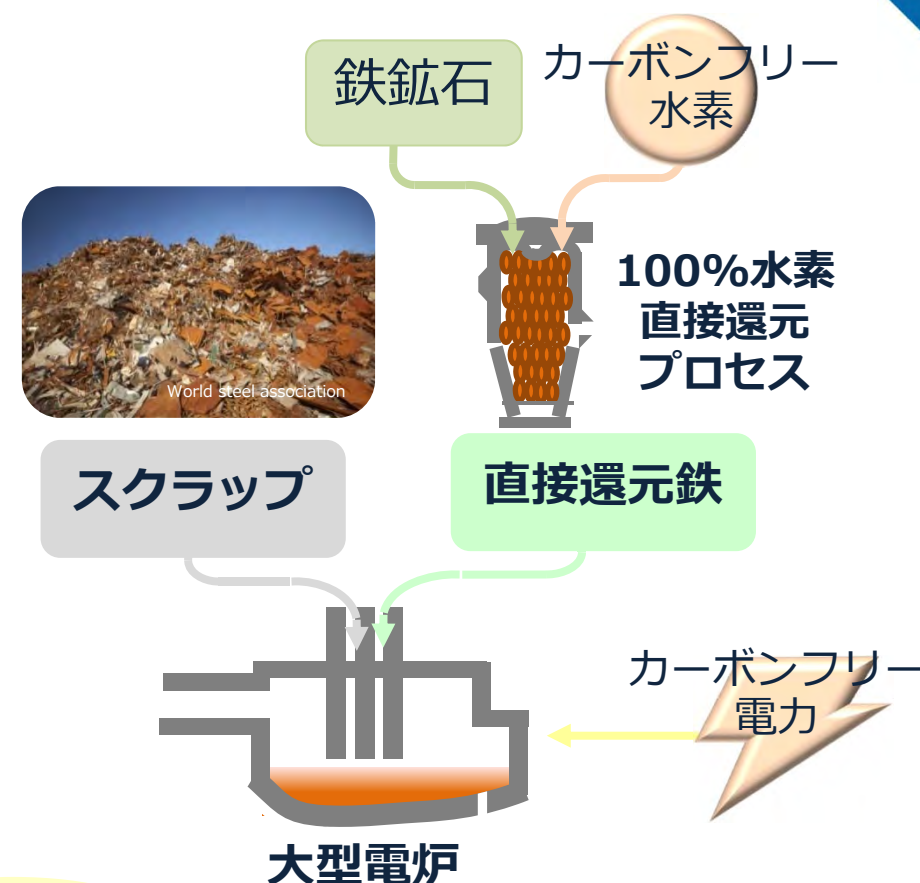 鉄鉱石
カーボンフリー
水素
World steel association
100%水素
直接還元
プロセス
スクラップ
直接還元鉄
カーボンフリー
電力
大型電炉